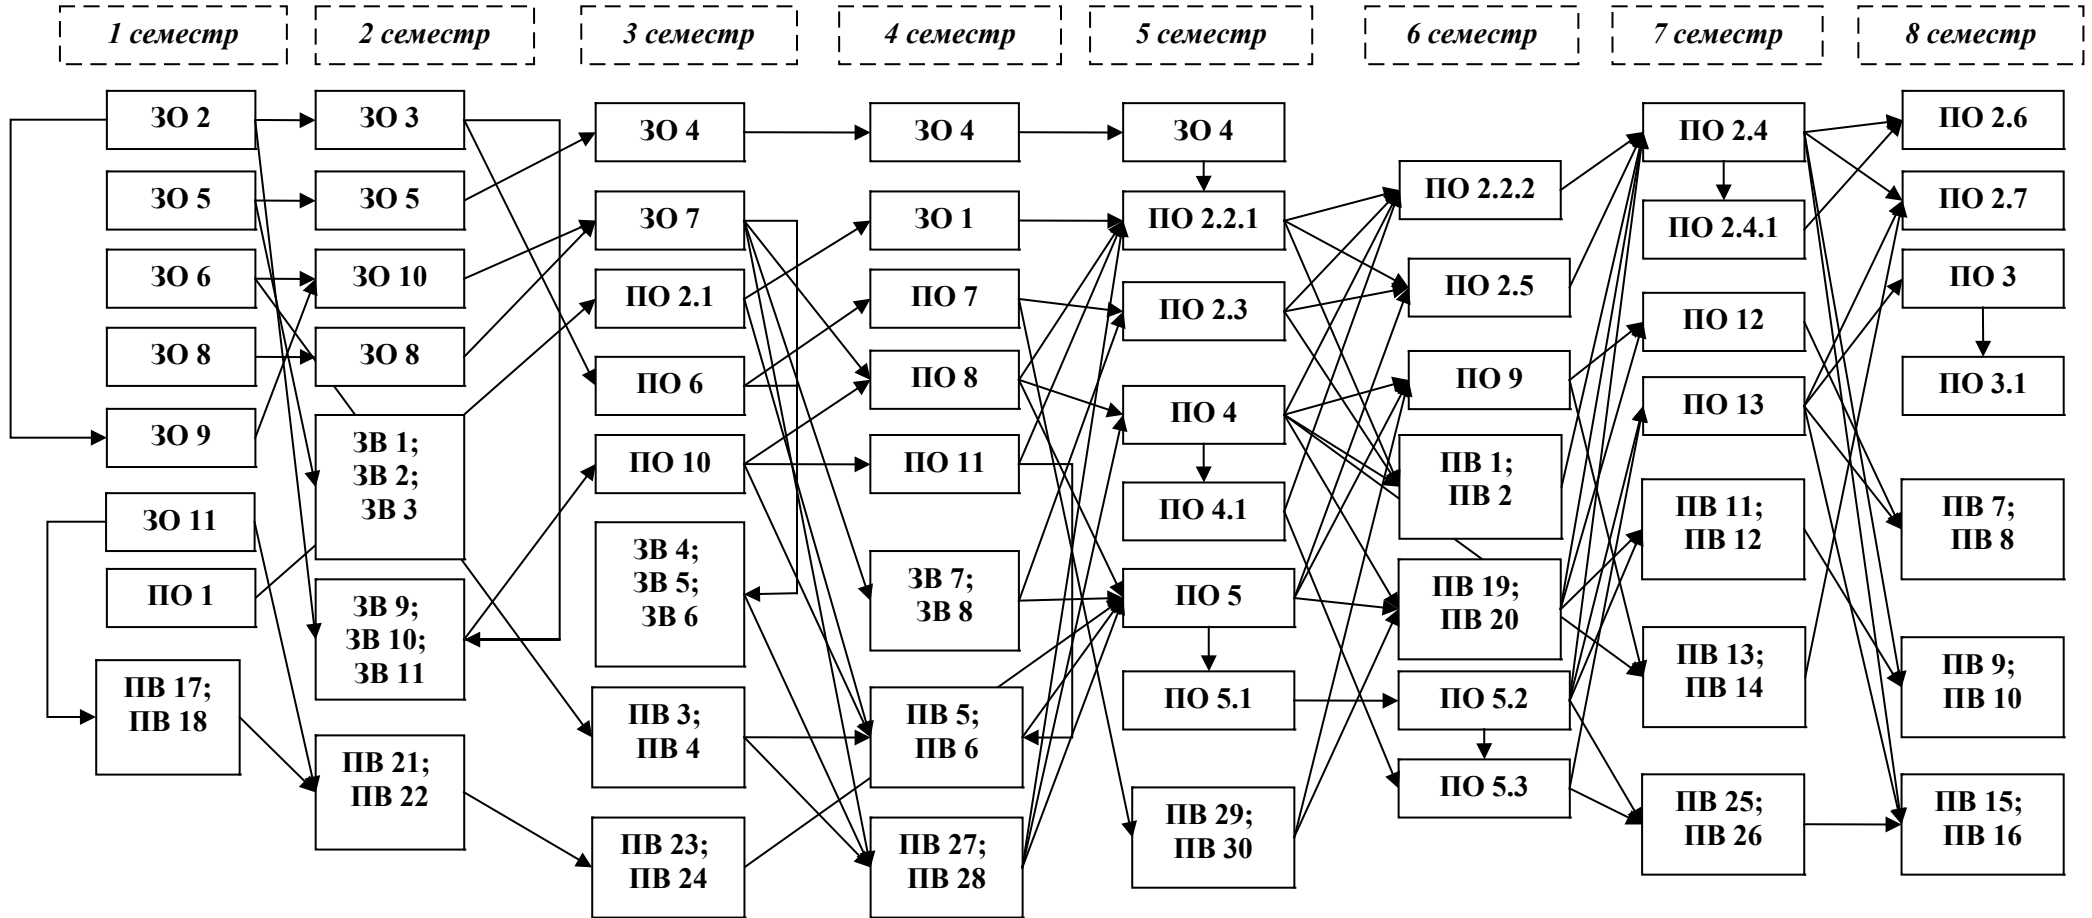 1 семестр
2 семестр
3 семестр
4 семестр
5 семестр
6 семестр
7 семестр
8 семестр
ЗО 2
ЗО 5
ЗО 6
ЗО 8
ЗО 9
ЗО 11
ПО 1
ПВ 17;
ПВ 18
ЗО 3
ЗО 5
ЗО 10
ЗО 8
ЗВ 1;
ЗВ 2;
ЗВ 3
ЗВ 9;
ЗВ 10;
ЗВ 11
ПВ 21;
ПВ 22
ЗО 4
ЗО 7
ПО 2.1
ПО 6
ПО 10
ЗВ 4;
ЗВ 5;
ЗВ 6
ПВ 3;
ПВ 4
ПВ 23;
ПВ 24
ЗО 4
ЗО 1
ПО 7
ПО 8
ПО 11
ЗВ 7;
ЗВ 8
ПВ 5;
ПВ 6
ПВ 27;
ПВ 28
ЗО 4
ПО 2.2.1
ПО 2.3
ПО 4
ПО 4.1
ПО 5
ПО 5.1
ПВ 29;
ПВ 30
ПО 2.2.2
ПО 2.5
ПО 9
ПВ 1;
ПВ 2
ПВ 19;
ПВ 20
ПО 5.2
ПО 5.3
ПО 2.4
ПО 2.4.1
ПО 12
ПО 13
ПВ 11;
ПВ 12
ПВ 13;
ПВ 14
ПВ 25;
ПВ 26
ПО 2.6
ПО 2.7
ПО 3
ПО 3.1
ПВ 7;
ПВ 8
ПВ 9;
ПВ 10
ПВ 15;
ПВ 16